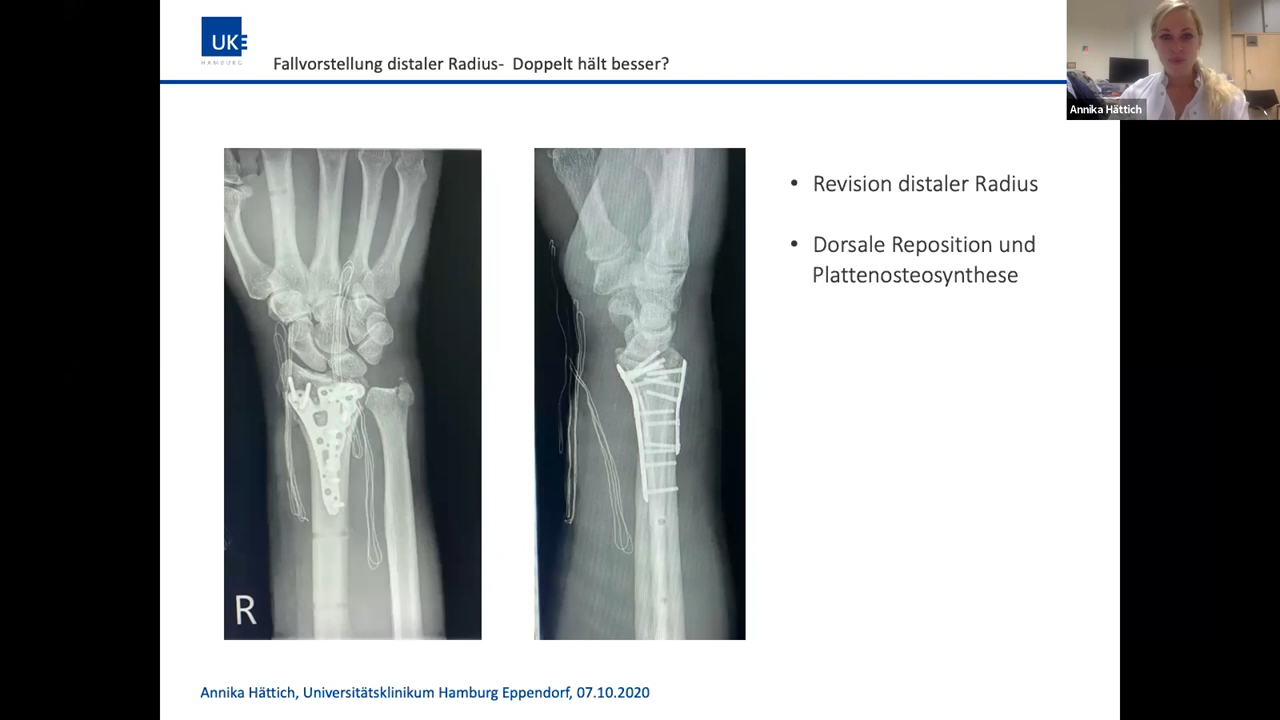 UKE
HAMBURG
Fallvorstellung distaler Radius- Doppelt hält besser?
Annika Hättich
• Revision distaler Radius
• Dorsale Reposition und
Plattenosteosynthese
R
Annika Hättich, Universitätsklinikum Hamburg Eppendorf, 07.10.2020